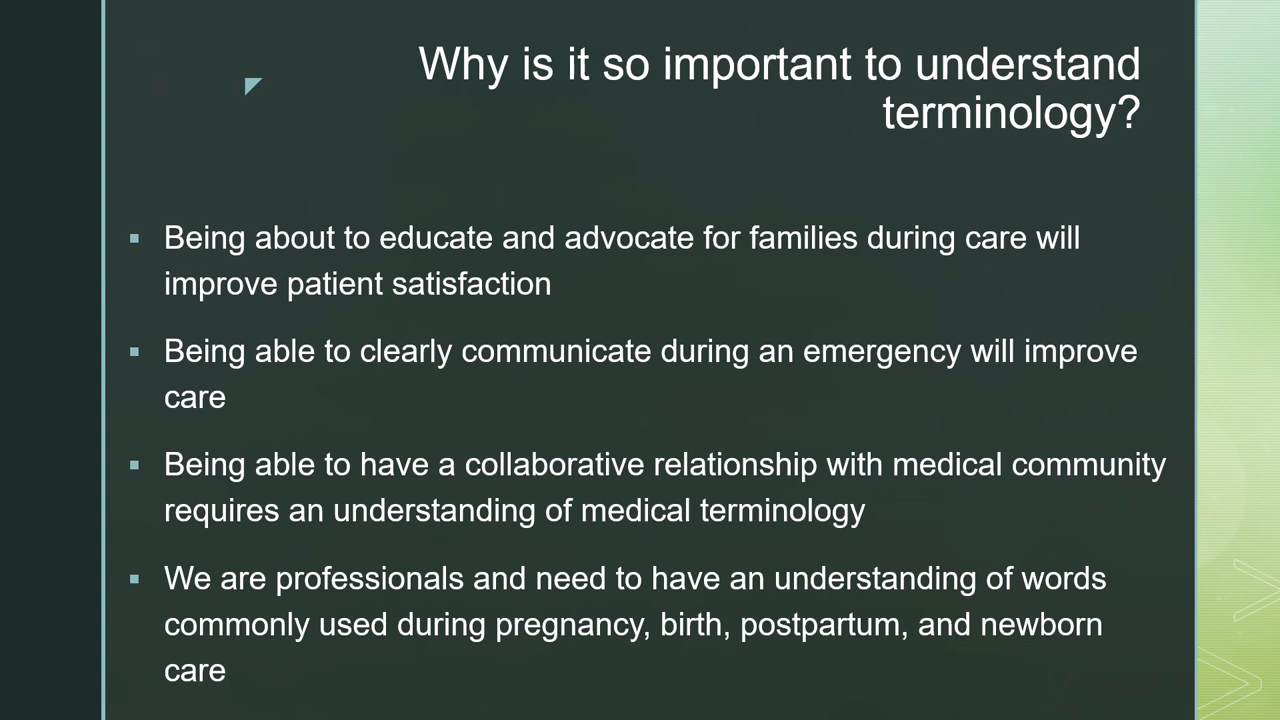 Why is it so important to understand
terminology?
▪ Being about to educate and advocate for families during care will
improve patient satisfaction
▪ Being able to clearly communicate during an emergency will improve
care
▪ Being able to have a collaborative relationship with medical community
requires an understanding of medical terminology
▪ We are professionals and need to have an understanding of words
commonly used during pregnancy, birth, postpartum, and newborn
care